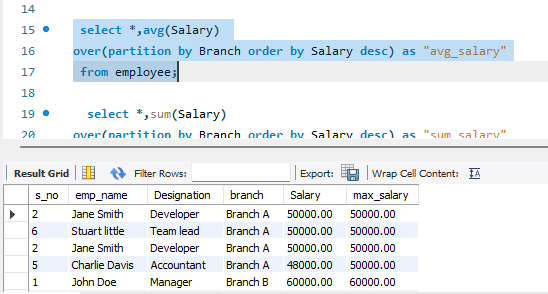 14
15 select *,avg(Salary)
16 over(partition by Branch order by Salary desc) as "avg_salary"
17 from employee;
18
19 select *,sum(Salary)
20 over(partition by Branch order by Salary desc) as "sum_salary"
Result Grid Filter Rows: Export: Wrap Cell Content:
s_no emp_name Designation branch Salary max_salary
2 Jane Smith Developer Branch A 50000.00 50000.00
6 Stuart little Team lead Branch A 50000.00 50000.00
2 Jane Smith Developer Branch A 50000.00 50000.00
5 Charlie Davis Accountant Branch A 48000.00 50000.00
1 John Doe Manager Branch B 60000.00 60000.00